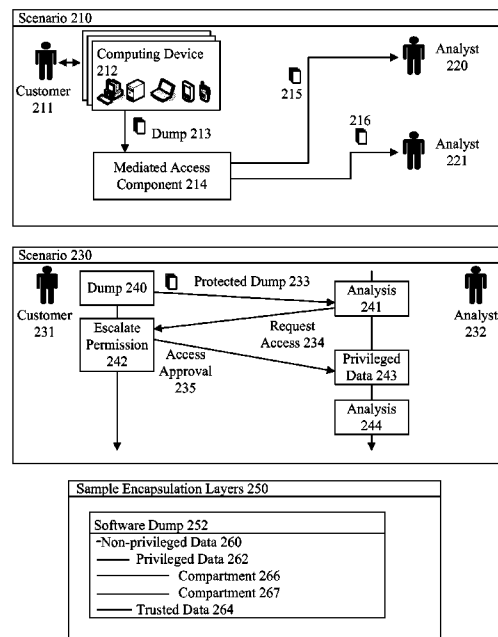 Scenario 210
Computing Device
212
Customer
211
Dump 213
Mediated Access
Component 214
215
Analyst
220
216
Analyst
221
Scenario 230
Customer
231
Dump 240
Protected Dump 233
Analysis
241
Analyst
232
Escalate
Permission
242
Request
Access 234
Access
Approval
235
Privileged
Data 243
Analysis
244
Sample Encapsulation Layers 250
Software Dump 252
Non-privileged Data 260
Privileged Data 262
Compartment 266
Compartment 267
Trusted Data 264